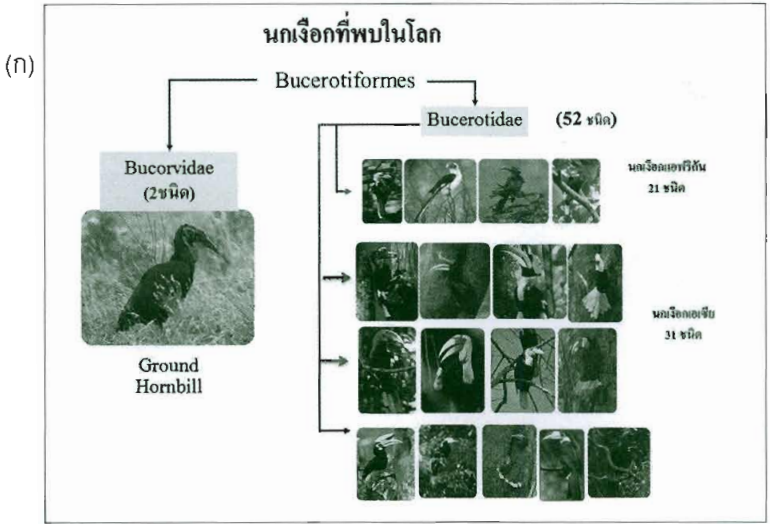 นกเงือกที่พบในโลก
(ก)
Bucerotiformes
Bucerotidae (52 ชนิด)
Bucorvidae
(2ชนิด)
นกเงือกแอฟริกัน
21 ชนิด
นกเงือกเอเซีย
31 ชนิด
Ground
Hornbill